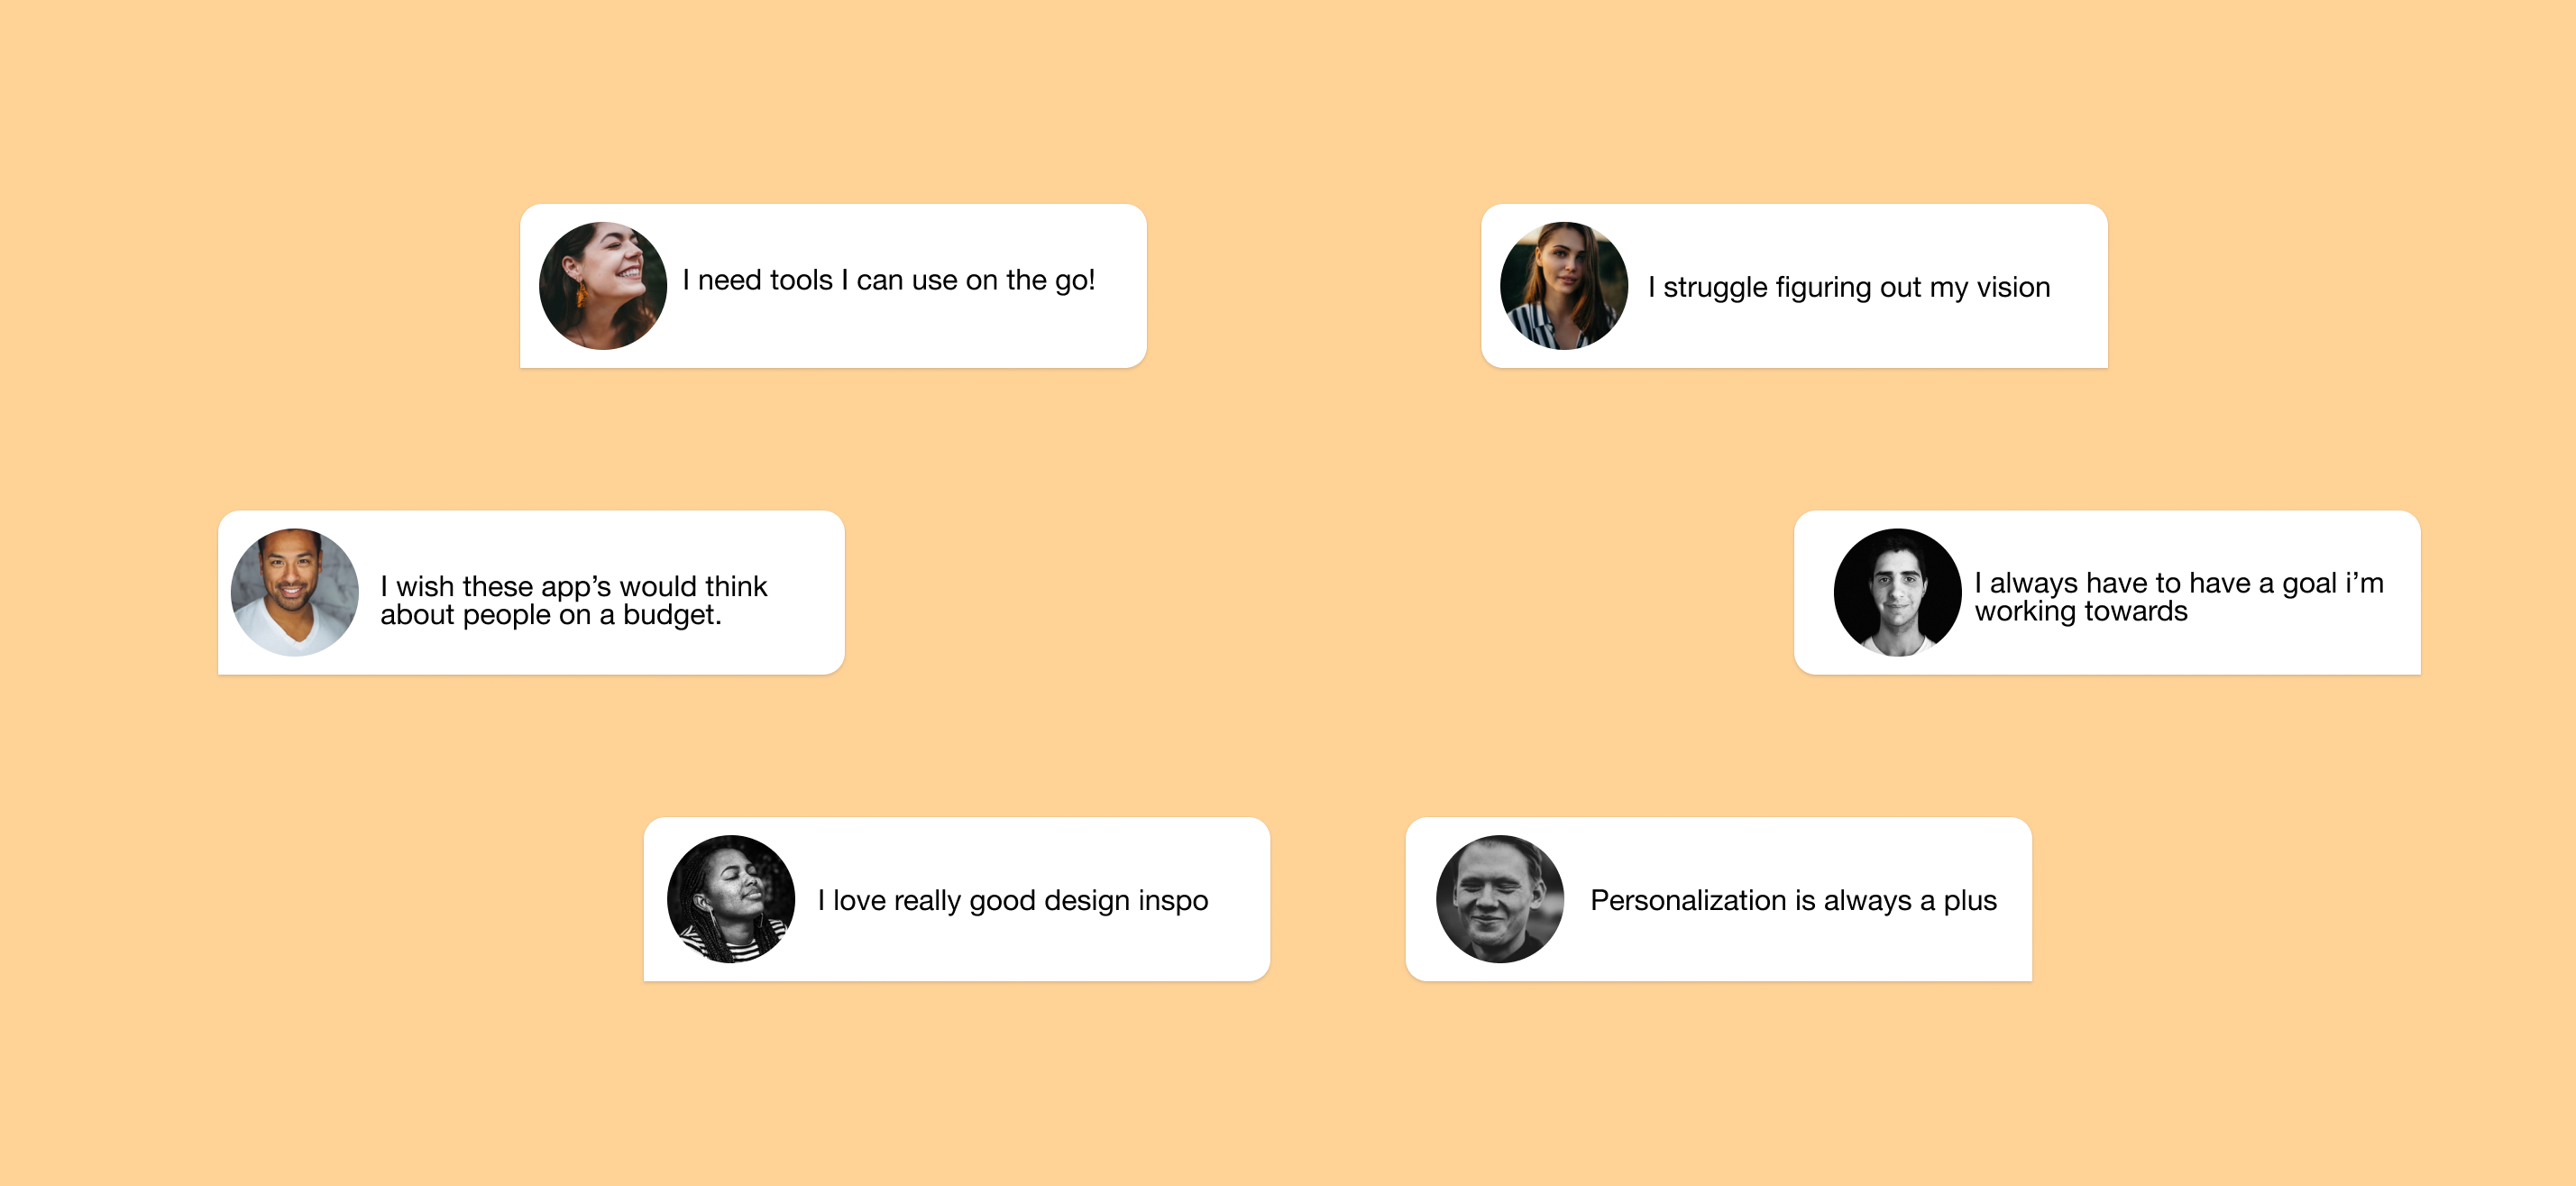 I need tools I can use on the go!
I struggle figuring out my vision
I wish these app’s would think
about people on a budget.
I always have to have a goal i’m
working towards
I love really good design inspo
Personalization is always a plus